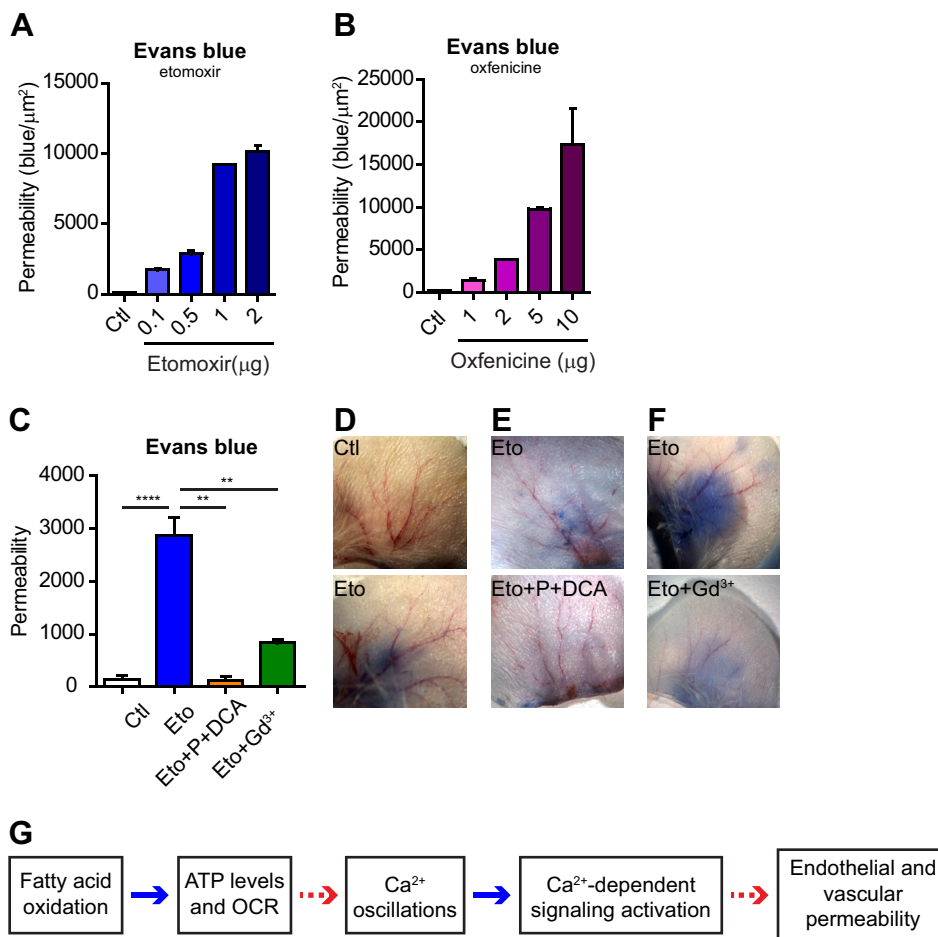 A
Evans blue
etomoxir
Permeability (blue/μm²)
15000
10000
5000
0
Ctl
0.1
0.5
1
2
Etomoxir(μg)
B
Evans blue
oxfenicine
Permeability (blue/μm²)
25000
20000
15000
10000
5000
0
Ctl
1
2
5
10
Oxfenicine (μg)
C
Evans blue
Permeability
4000
3000
2000
1000
0
****
**
**
Ctl
Eto
Eto+P+DCA
Eto+Gd³⁺
D
Ctl
Eto
E
Eto
Eto+P+DCA
F
Eto
Eto+Gd³⁺
G
Fatty acid
oxidation
ATP levels
and OCR
Ca²⁺
oscillations
Ca²⁺-dependent
signaling activation
Endothelial and
vascular
permeability